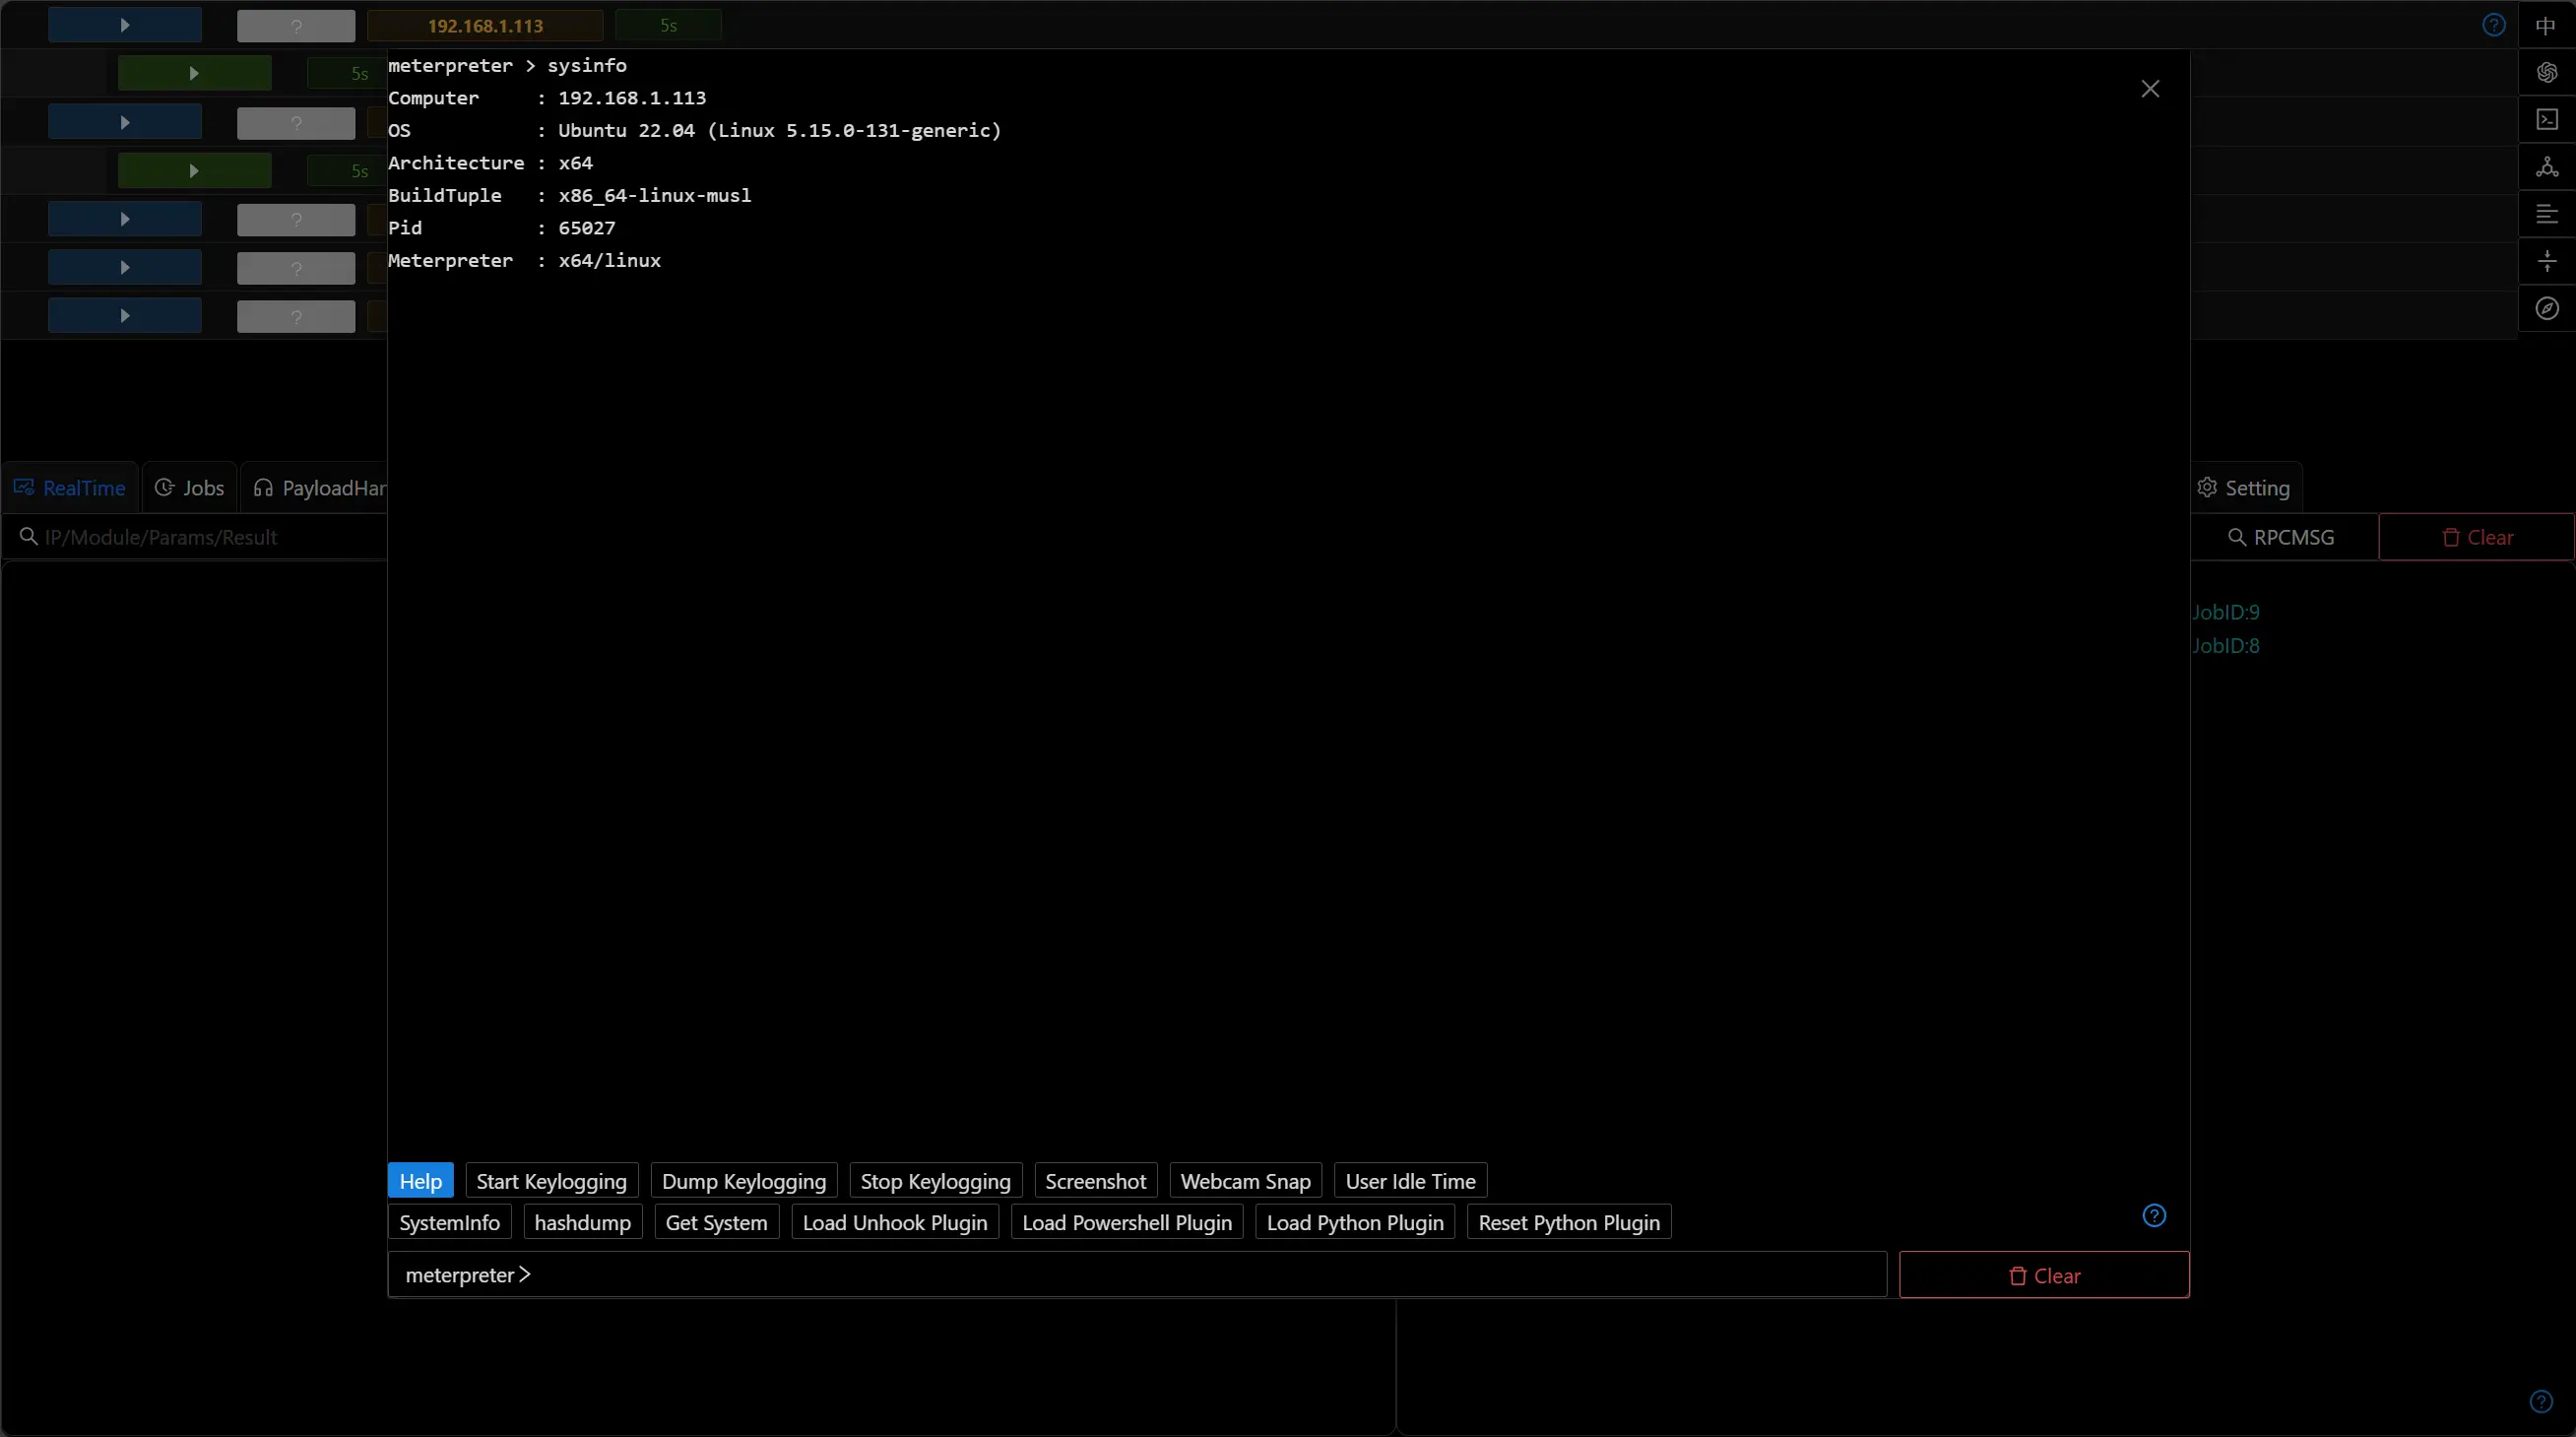 ? 192.168.1.113 5s ? 中
meterpreter > sysinfo
5s
Computer     : 192.168.1.113
?
OS           : Ubuntu 22.04 (Linux 5.15.0-131-generic)
Architecture : x64
5s
BuildTuple   : x86_64-linux-musl
?
Pid          : 65027
Meterpreter  : x64/linux
?
?
RealTime Jobs PayloadHan Setting
IP/Module/Params/Result RPCMSG Clear
JobID:9
JobID:8
Help Start Keylogging Dump Keylogging Stop Keylogging Screenshot Webcam Snap User Idle Time
SystemInfo hashdump Get System Load Unhook Plugin Load Powershell Plugin Load Python Plugin Reset Python Plugin ?
meterpreter > Clear
?